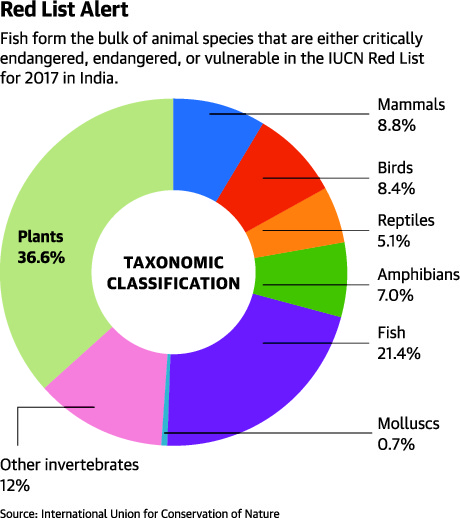 Red List Alert
Fish form the bulk of animal species that are either critically
endangered, endangered, or vulnerable in the IUCN Red List
for 2017 in India.
Mammals
8.8%
Birds
8.4%
Reptiles
5.1%
Amphibians
7.0%
Fish
21.4%
Molluscs
0.7%
Other invertebrates
12%
Plants
36.6%
TAXONOMIC
CLASSIFICATION
Source: International Union for Conservation of Nature